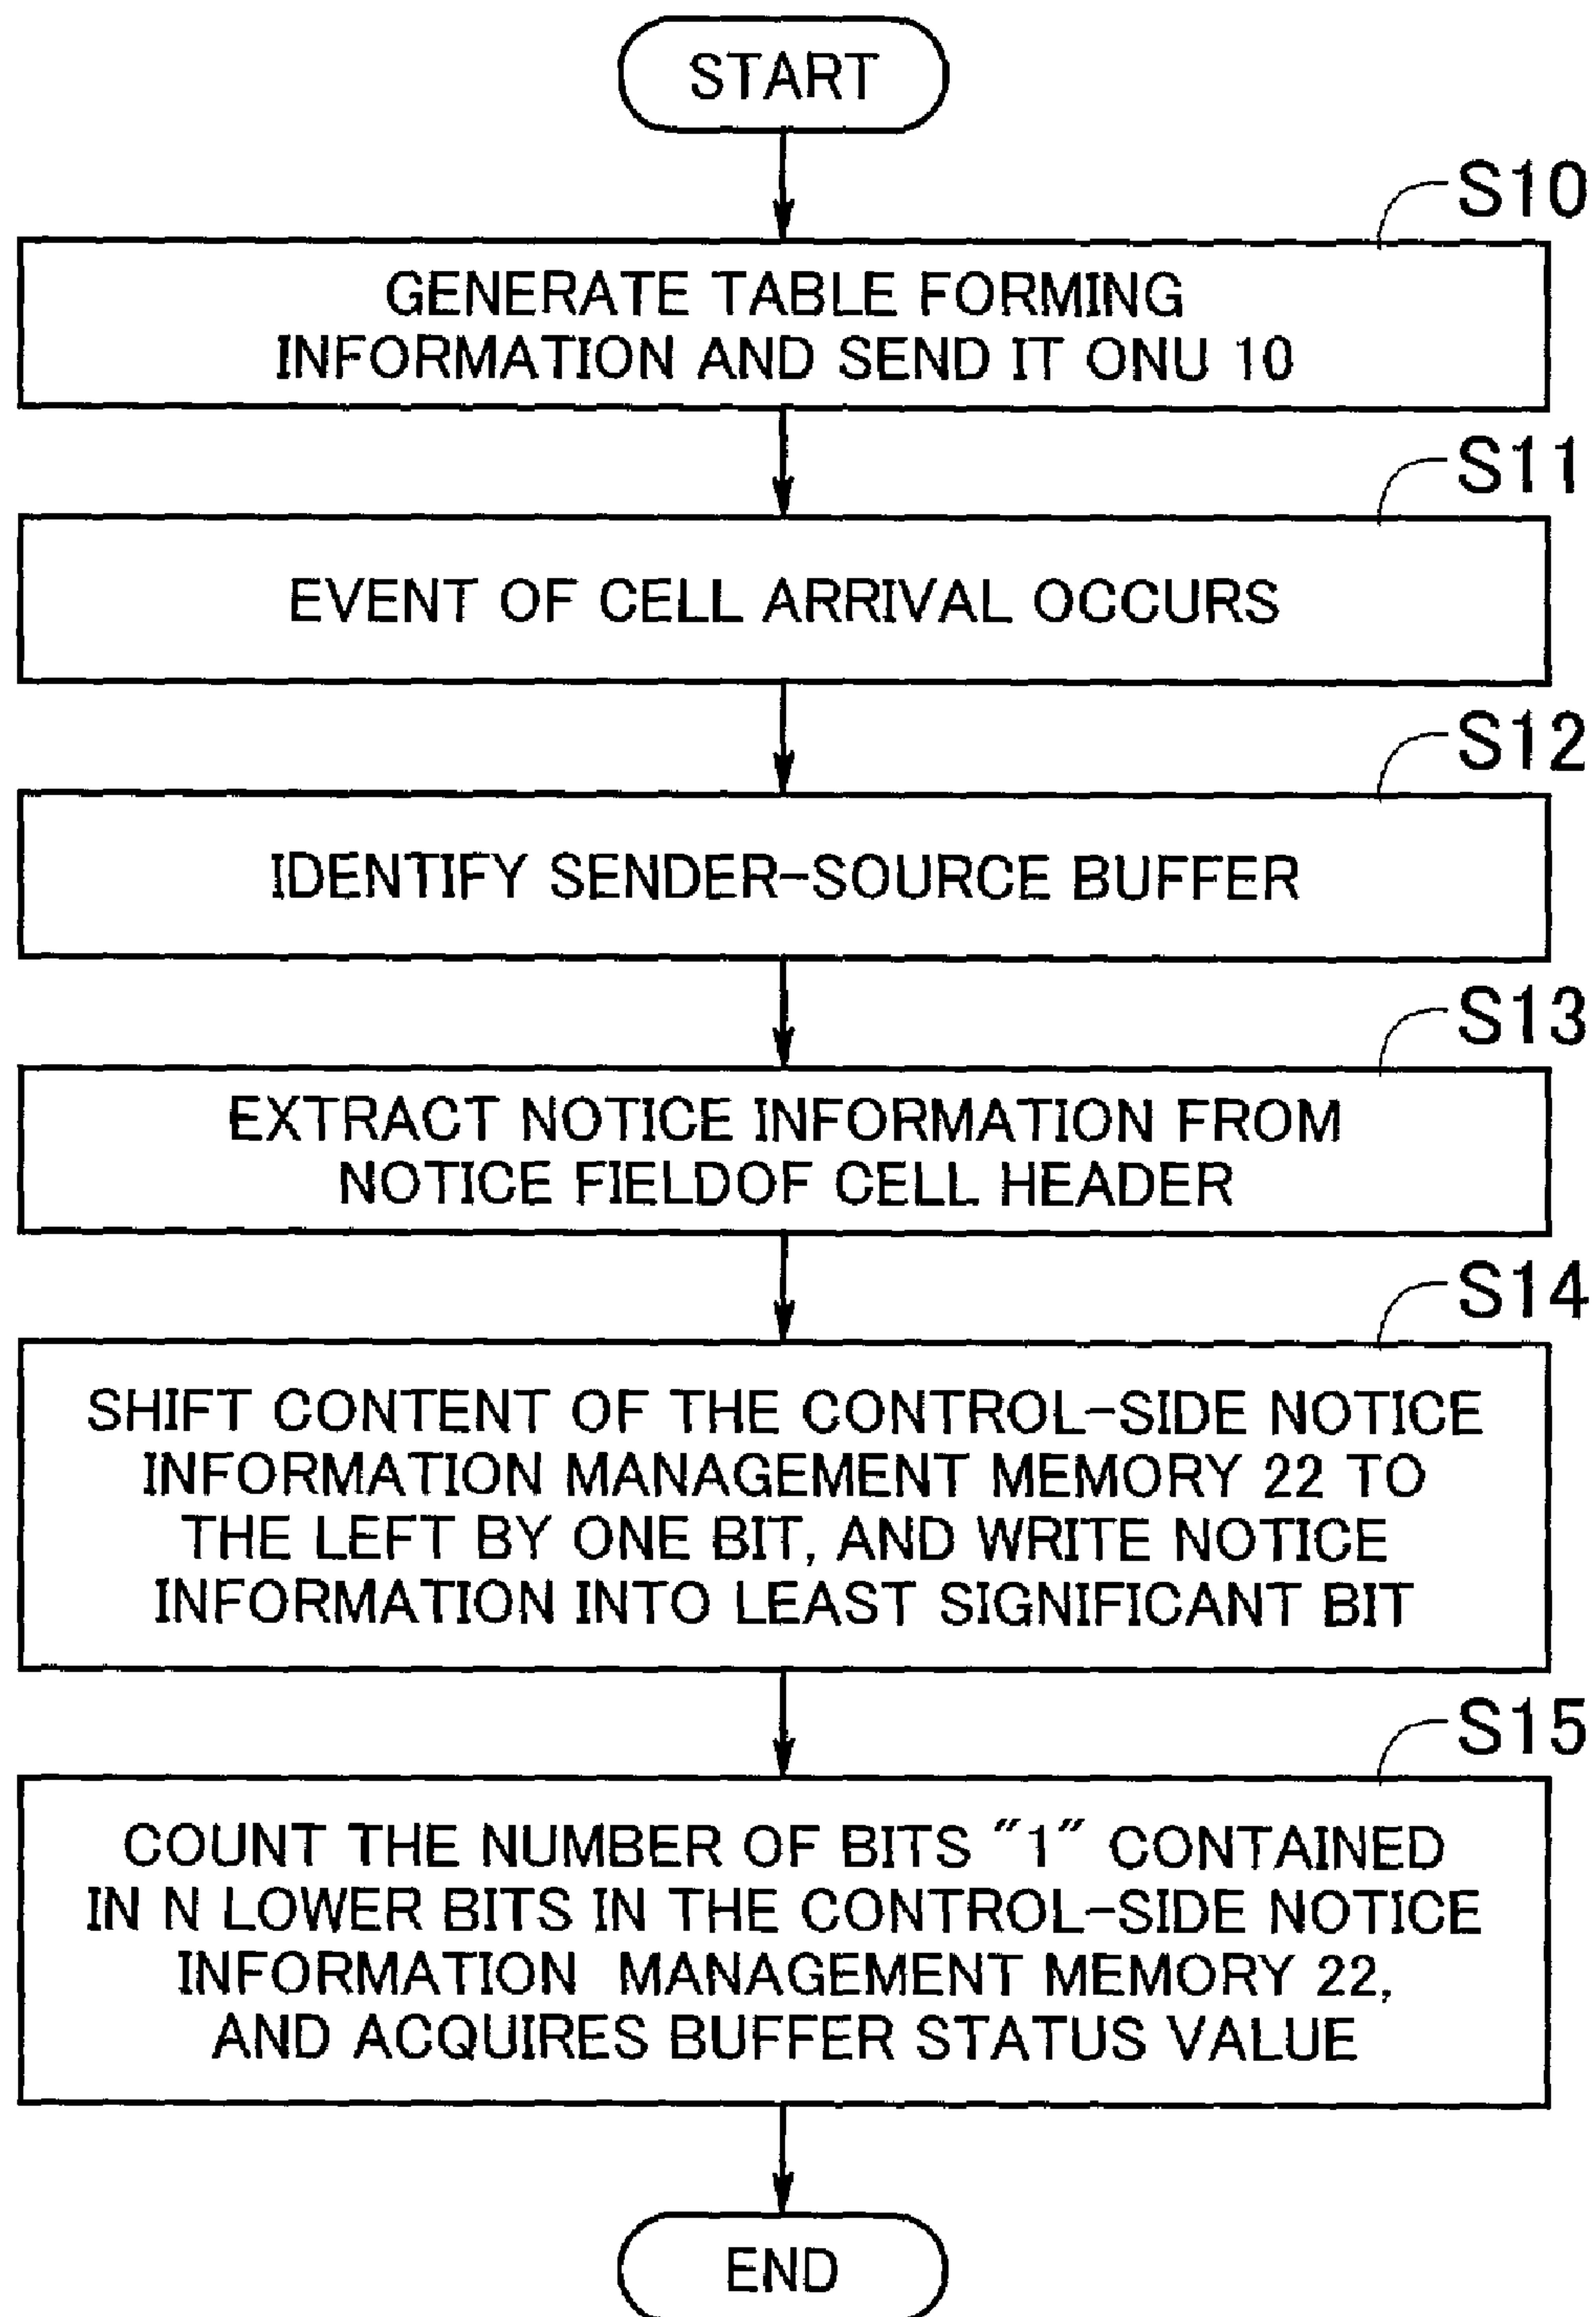 START
S10
GENERATE TABLE FORMING
INFORMATION AND SEND IT ONU 10
S11
EVENT OF CELL ARRIVAL OCCURS
S12
IDENTIFY SENDER-SOURCE BUFFER
S13
EXTRACT NOTICE INFORMATION FROM
NOTICE FIELDOF CELL HEADER
S14
SHIFT CONTENT OF THE CONTROL-SIDE NOTICE
INFORMATION MANAGEMENT MEMORY 22 TO
THE LEFT BY ONE BIT, AND WRITE NOTICE
INFORMATION INTO LEAST SIGNIFICANT BIT
S15
COUNT THE NUMBER OF BITS "1" CONTAINED
IN N LOWER BITS IN THE CONTROL-SIDE NOTICE
INFORMATION MANAGEMENT MEMORY 22,
AND ACQUIRES BUFFER STATUS VALUE
END